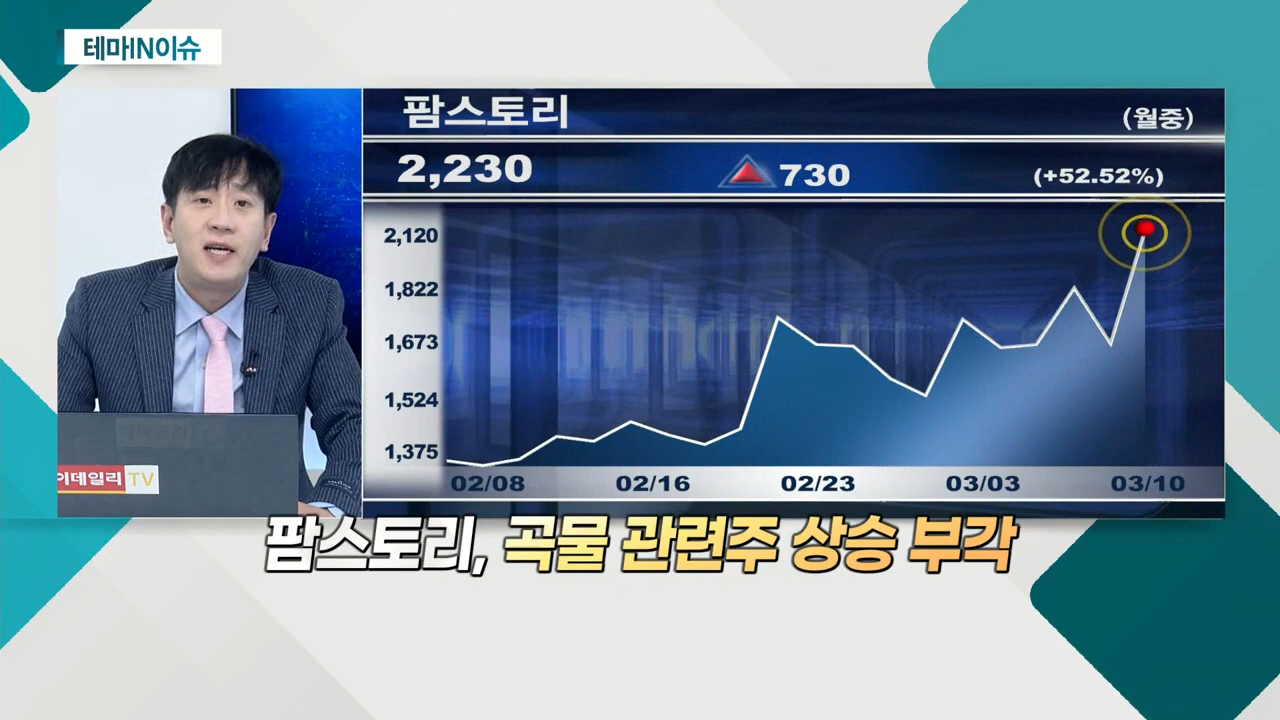 테마IN이슈
팜스토리
(월중)
2,230 730 (+52.52%)
2,120
1,822
1,673
1,524
1,375
02/08 02/16 02/23 03/03 03/10
이데일리TV
팜스토리, 곡물 관련주 상승 부각